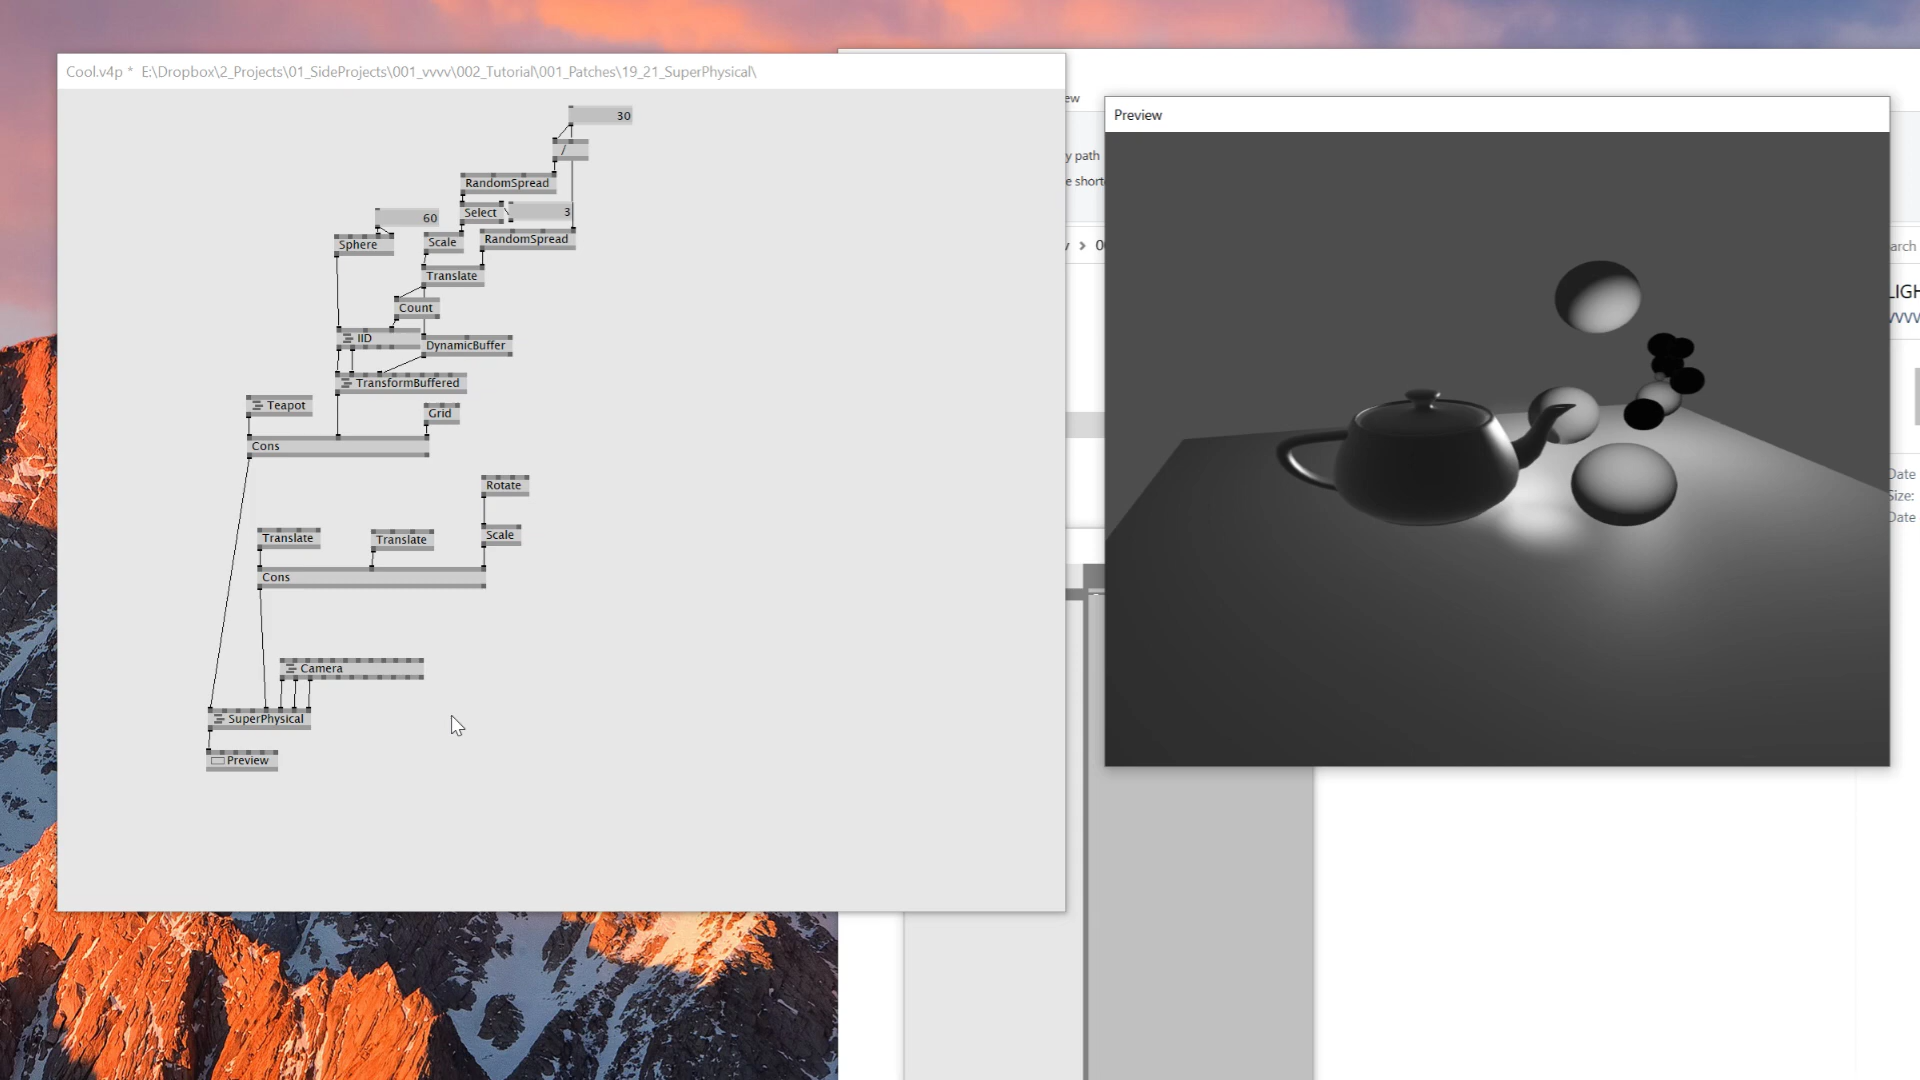 Cool.v4p * E:\Dropbox\2_Projects\01_SideProjects\001_vvvv\002_Tutorial\001_Patches\19_21_SuperPhysical\
ew
Preview
30
/
y path
e short
RandomSpread
Select
3
60
Sphere
Scale
RandomSpread
arch
Translate
LIGH
Count
IID
DynamicBuffer
TransformBuffered
Teapot
Grid
Cons
Date
Rotate
Size:
Date
Translate
Translate
Scale
Cons
Camera
SuperPhysical
Preview